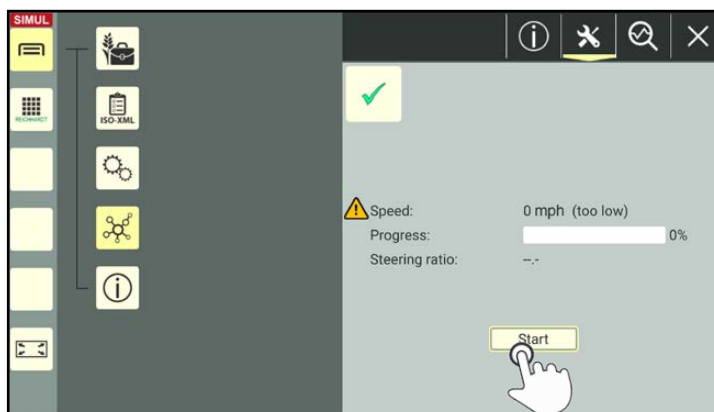 SIMUL
REICHHARDT
ISO-XML
Speed: 0 mph (too low)
Progress: 0%
Steering ratio: --.-
Start